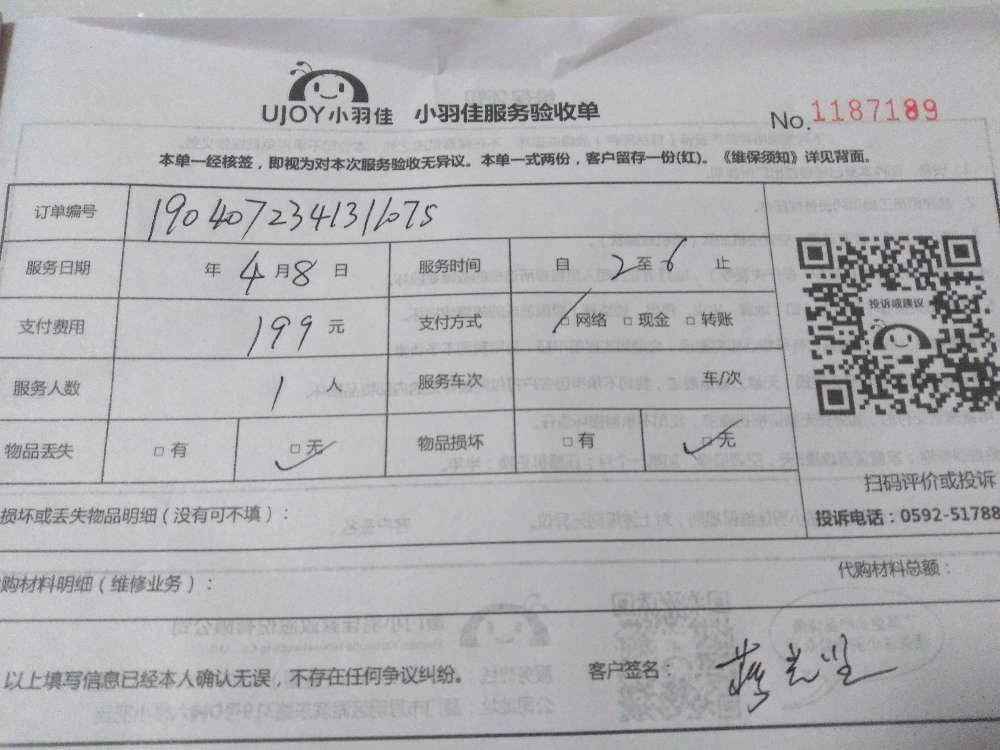 UJOY小羽佳 小羽佳服务验收单 No.1187189
本单一经核签，即视为对本次服务验收无异议。本单一式两份，客户留存一份(红)。《维保须知》详见背面。
订单编号 190407234131075
服务日期 年4月8日 服务时间 自2至6止
支付费用 199元 支付方式 □网络 □现金 □转账
投诉或建议
服务人数 1人 服务车次 车/次
物品丢失 □有 □无 物品损坏 □有 □无
扫码评价或投诉
损坏或丢失物品明细（没有可不填）： 投诉电话：0592-51788
购材料明细（维修业务）： 代购材料总额：
以上填写信息已经本人确认无误，不存在任何争议纠纷。 客户签名：